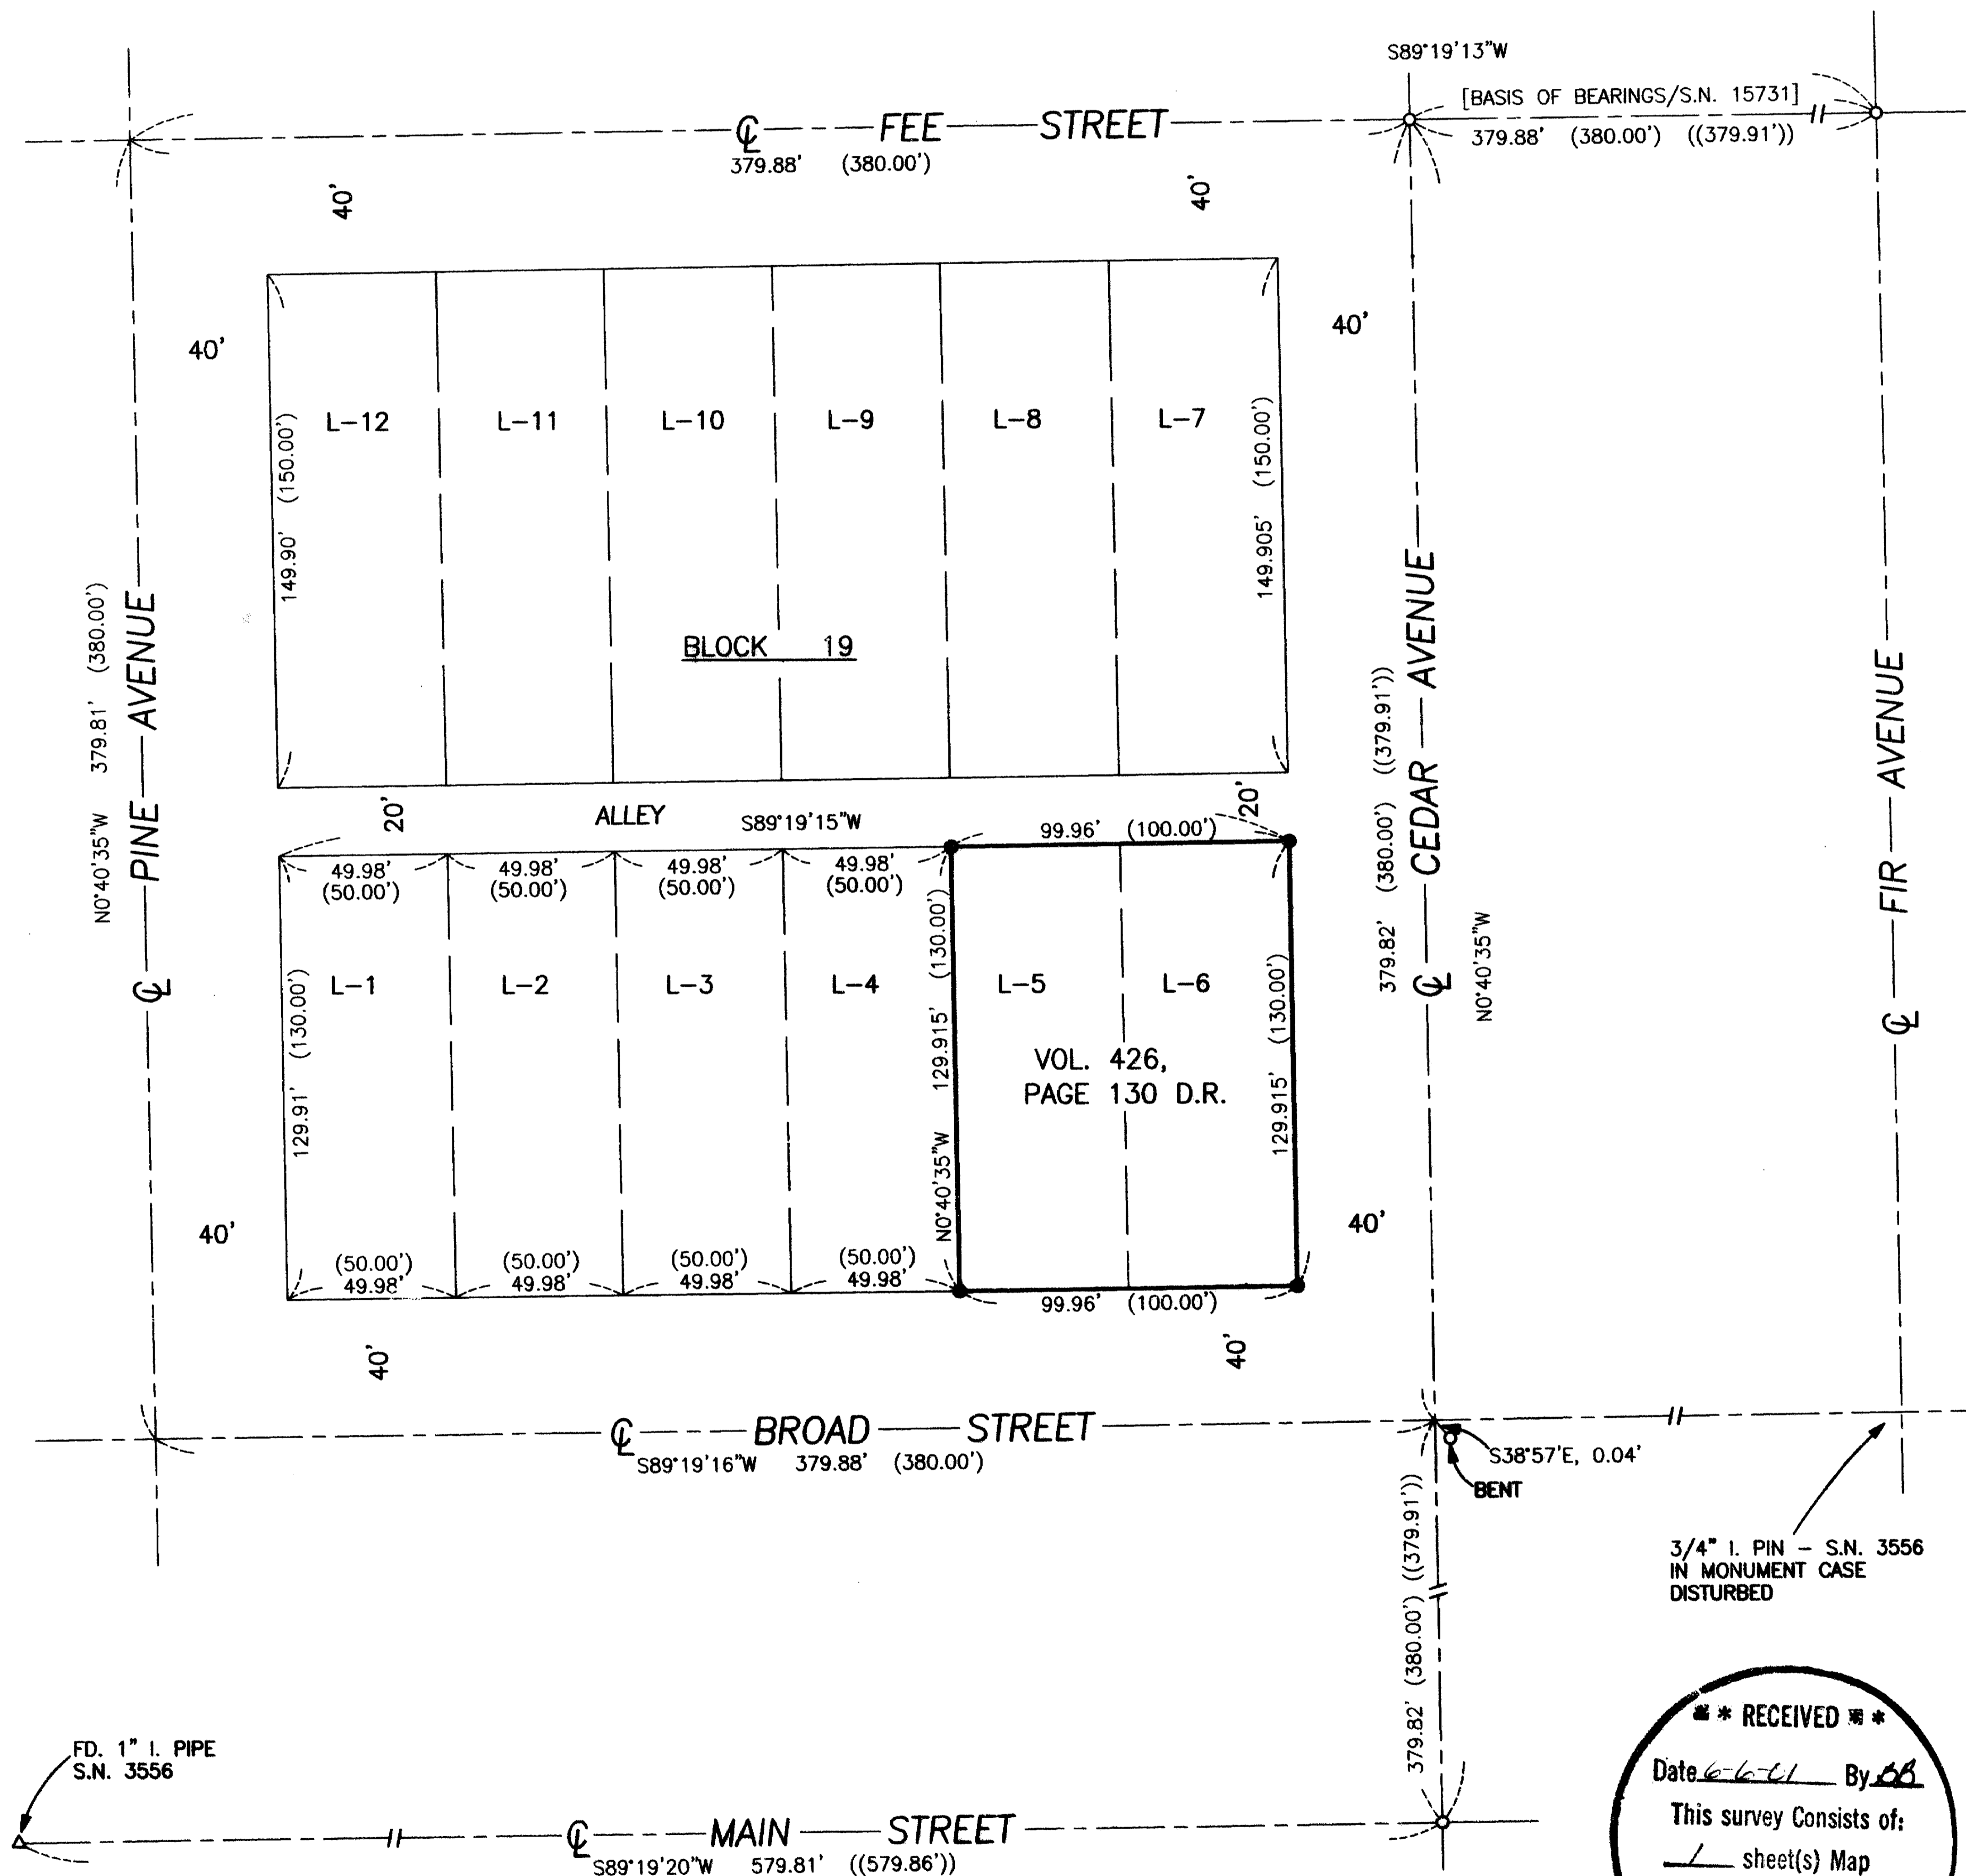 S89°19'13"W
[BASIS OF BEARINGS/S.N. 15731]
379.88' (380.00') ((379.91'))
℄ FEE STREET
379.88' (380.00')
40'
40'
40'
40'
L-12 L-11 L-10 L-9 L-8 L-7
149.90' (150.00')
149.905' (150.00')
BLOCK 19
N0°40'35"W 379.81' (380.00')
℄ PINE AVENUE
379.82' (380.00') ((379.91'))
℄ CEDAR AVENUE
N0°40'35"W
℄ FIR AVENUE
20'
ALLEY
S89°19'15"W
20'
99.96' (100.00')
49.98' 49.98' 49.98' 49.98'
(50.00') (50.00') (50.00') (50.00')
L-1 L-2 L-3 L-4 L-5 L-6
129.91' (130.00')
N0°40'35"W 129.915' (130.00')
129.915' (130.00')
VOL. 426,
PAGE 130 D.R.
40'
40'
(50.00') (50.00') (50.00') (50.00')
49.98' 49.98' 49.98' 49.98'
99.96' (100.00')
40'
40'
℄ BROAD STREET
S89°19'16"W 379.88' (380.00')
S38°57'E, 0.04'
BENT
379.82' (380.00') ((379.91'))
3/4" I. PIN – S.N. 3556
IN MONUMENT CASE
DISTURBED
FD. 1" I. PIPE
S.N. 3556
℄ MAIN STREET
S89°19'20"W 579.81' ((579.86'))
* * RECEIVED * *
Date 6-6-01 By BB
This survey Consists of:
1 sheet(s) Map